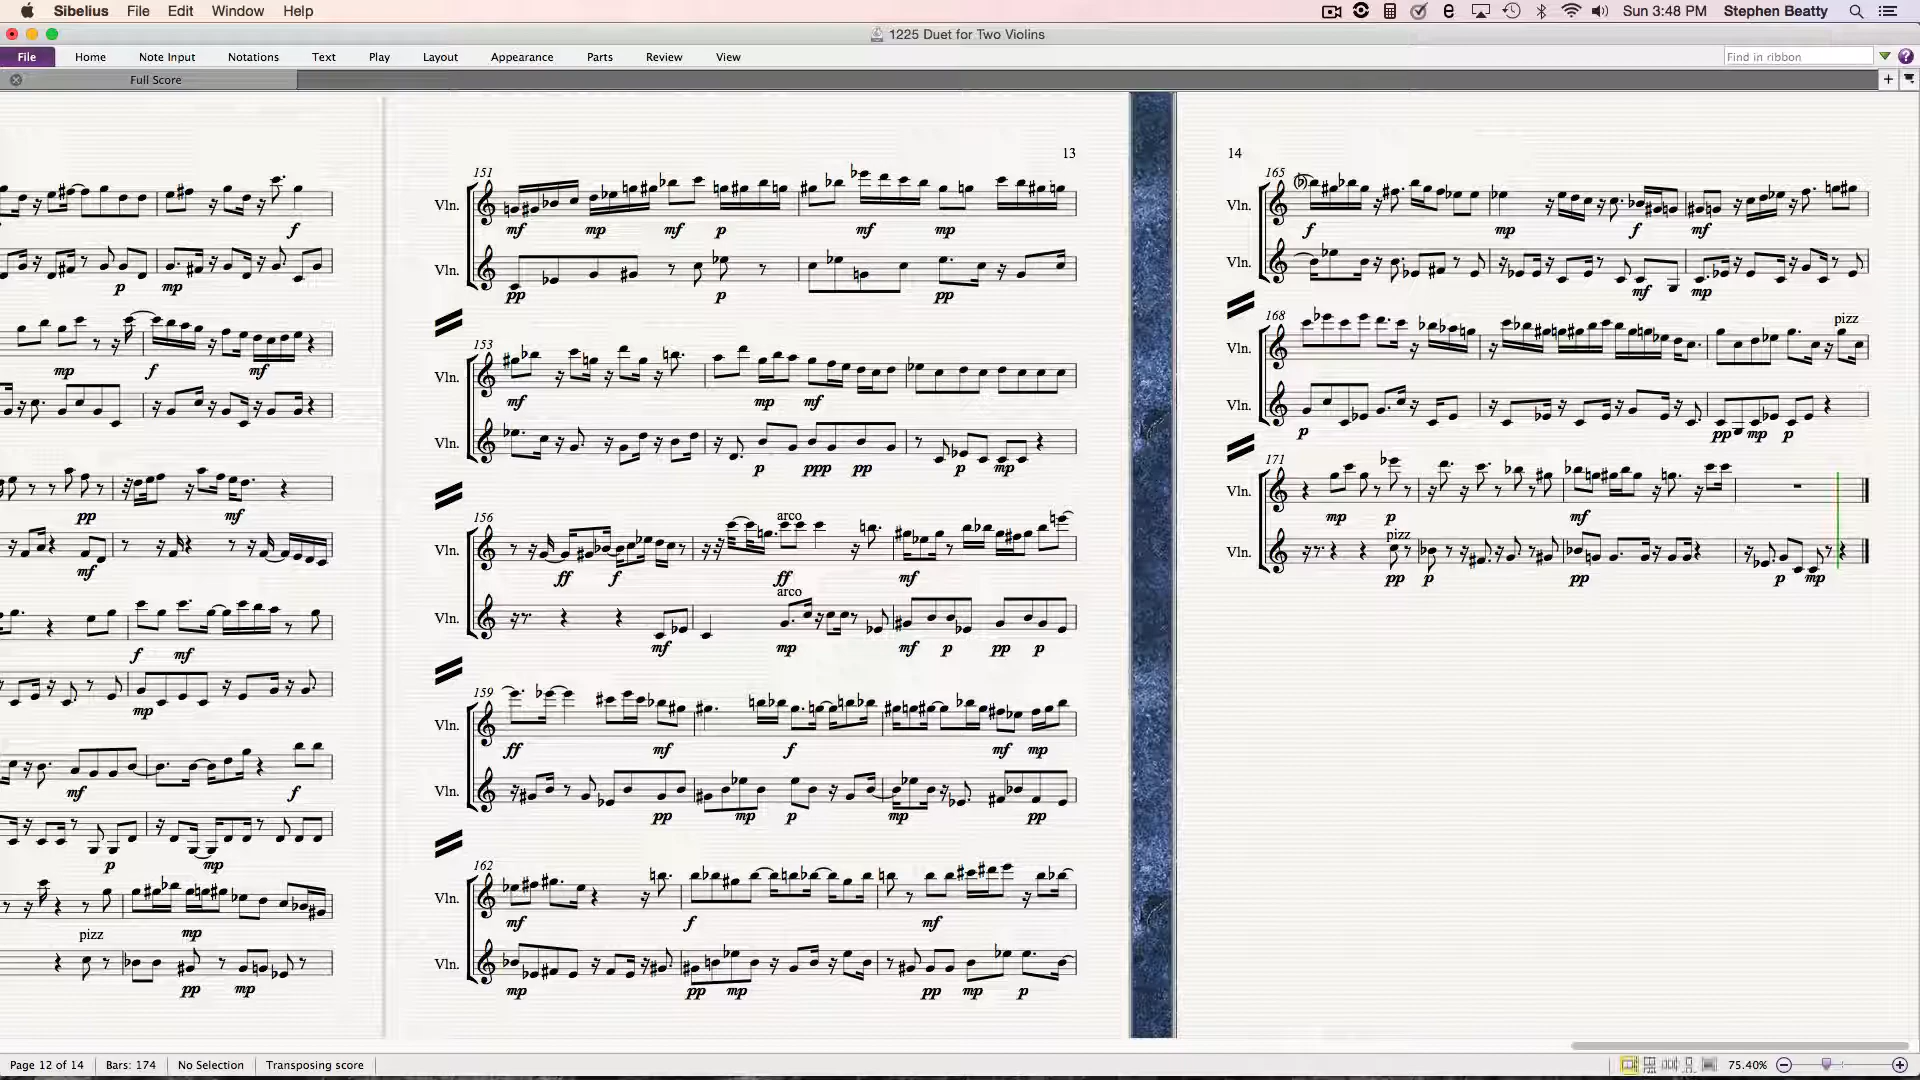 Sibelius File Edit Window Help Sun 3:48 PM Stephen Beatty
1225 Duet for Two Violins
File Home Note Input Notations Text Play Layout Appearance Parts Review View Find in ribbon
Full Score
f
p mp
mp f mf
pp mf
mf
f mf
mp
mf f
p mp
pizz mp
pp mp
13
151
Vln. mf mp mf p mf mp
Vln. pp p pp
153
Vln. mf mp mf
Vln. p ppp pp p mp
156
arco
Vln. ff f ff mf
arco
Vln. mf mp mf p pp p
159
Vln. ff mf f mf mp
Vln. pp mp p mp pp
162
Vln. mf f mf
Vln. mp pp mp pp mp p
14
165
Vln. f mp f mf
Vln. mf mp
168
pizz
Vln.
Vln. p pp mp p
171
Vln. mp p mf
pizz
Vln. pp p pp p mp
Page 12 of 14 Bars: 174 No Selection Transposing score 75.40%